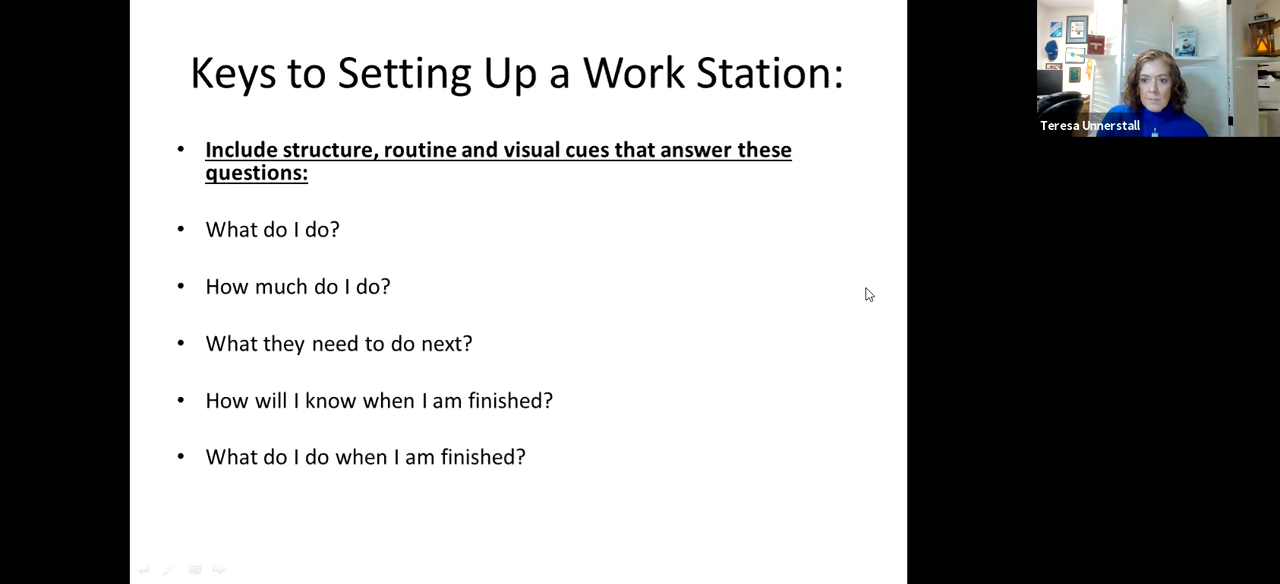 Keys to Setting Up a Work Station:
• Include structure, routine and visual cues that answer these
questions:
• What do I do?
• How much do I do?
• What they need to do next?
• How will I know when I am finished?
• What do I do when I am finished?
Teresa Unnerstall